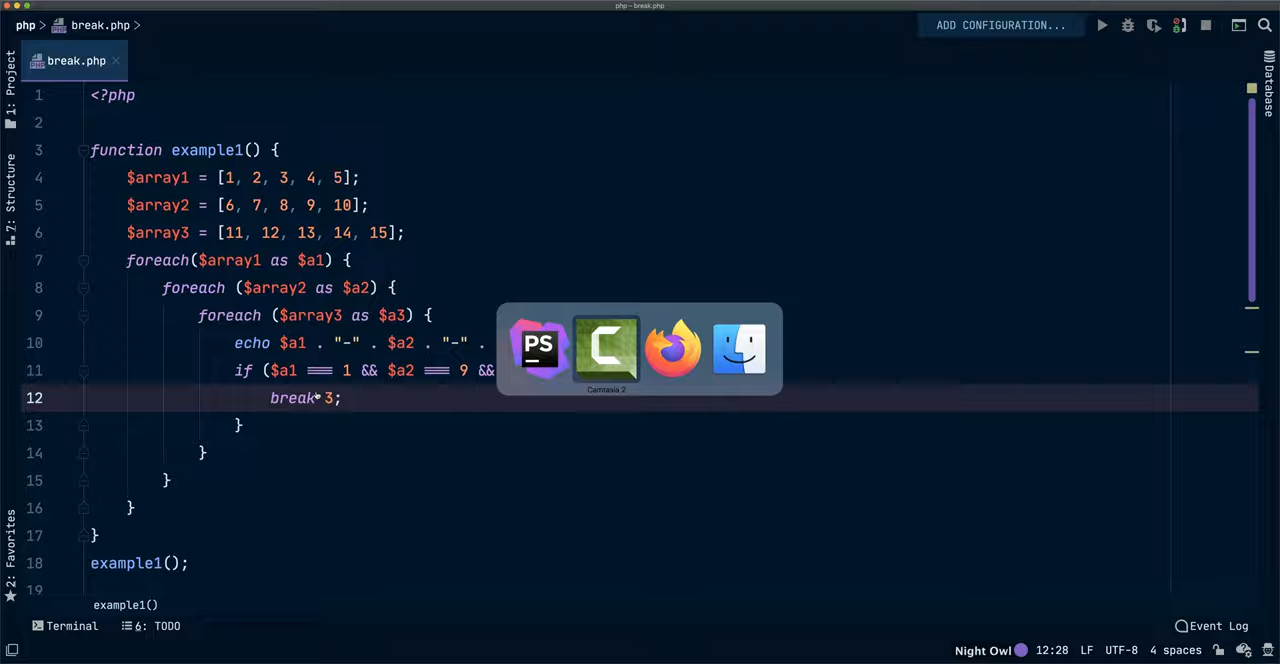 php – break.php
php > break.php >
ADD CONFIGURATION...
break.php
1: Project
7: Structure
2: Favorites
Database
1 <?php
2
3 function example1() {
4 $array1 = [1, 2, 3, 4, 5];
5 $array2 = [6, 7, 8, 9, 10];
6 $array3 = [11, 12, 13, 14, 15];
7 foreach($array1 as $a1) {
8 foreach ($array2 as $a2) {
9 foreach ($array3 as $a3) {
10 echo $a1 . "-" . $a2 . "-" .
11 if ($a1 === 1 && $a2 === 9 &&
12 break 3;
13 }
14 }
15 }
16 }
17 }
18 example1();
19
PS
C
Camtasia 2
example1()
Terminal
6: TODO
Event Log
Night Owl 12:28 LF UTF-8 4 spaces